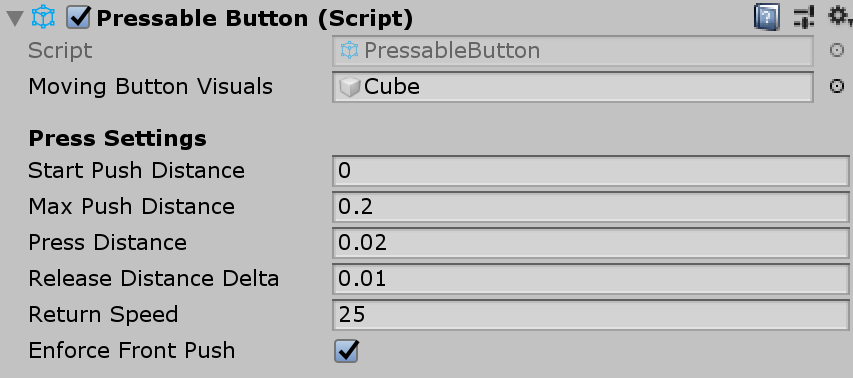 Pressable Button (Script)
Script PressableButton
Moving Button Visuals Cube
Press Settings
Start Push Distance 0
Max Push Distance 0.2
Press Distance 0.02
Release Distance Delta 0.01
Return Speed 25
Enforce Front Push